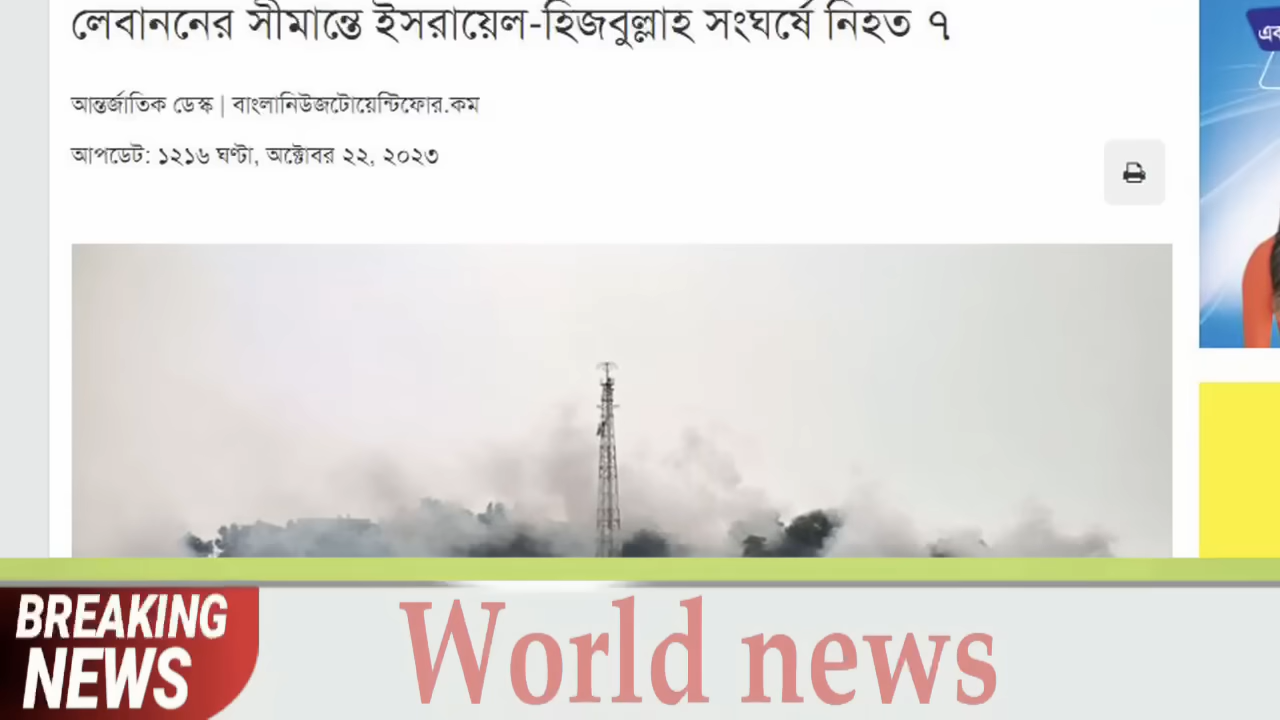 লেবাননের সীমান্তে ইসরায়েল-হিজবুল্লাহ সংঘর্ষে নিহত ৭
আন্তর্জাতিক ডেস্ক | বাংলানিউজটোয়েন্টিফোর.কম
আপডেট: ১২১৬ ঘণ্টা, অক্টোবর ২২, ২০২৩
BREAKING
NEWS
World news